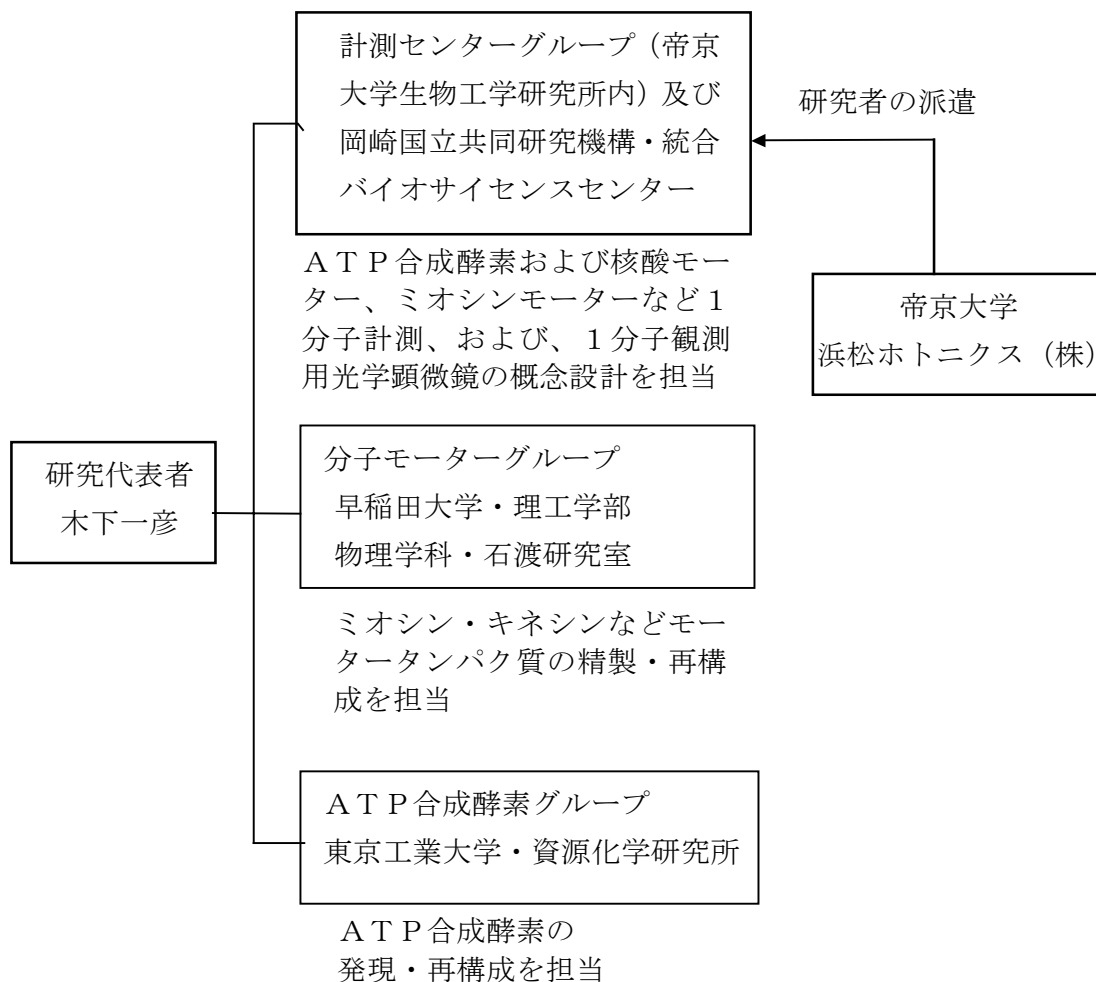 計測センターグループ（帝京
大学生物工学研究所内）及び
岡崎国立共同研究機構・統合
バイオサイセンスセンター
研究者の派遣
帝京大学
浜松ホトニクス（株）
ＡＴＰ合成酵素および核酸モー
ター、ミオシンモーターなど１
分子計測、および、１分子観測
用光学顕微鏡の概念設計を担当
研究代表者
木下一彦
分子モーターグループ
早稲田大学・理工学部
物理学科・石渡研究室
ミオシン・キネシンなどモー
タータンパク質の精製・再構
成を担当
ＡＴＰ合成酵素グループ
東京工業大学・資源化学研究所
ＡＴＰ合成酵素の
発現・再構成を担当